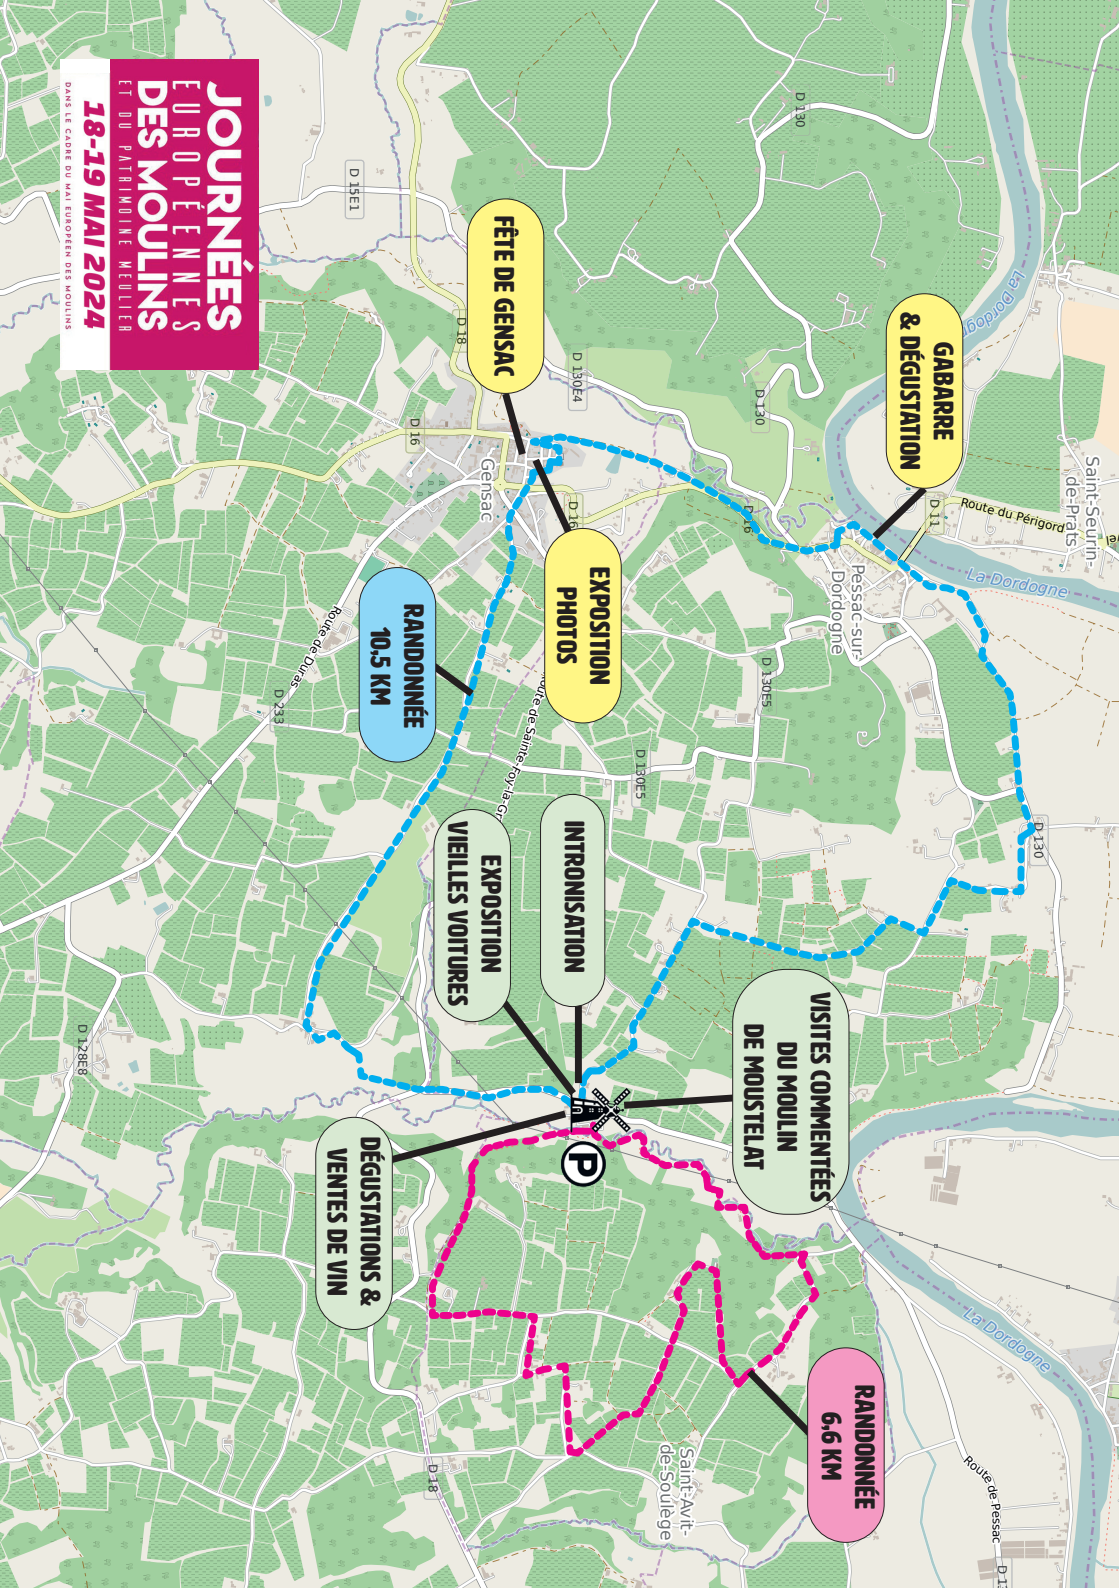 JOURNÉES
EUROPÉENNES
DES MOULINS
ET DU PATRIMOINE MEULIER
18-19 MAI 2024
DANS LE CADRE DU MAI EUROPÉEN DES MOULINS
GABARRE
& DÉGUSTATION
FÊTE DE GENSAC
EXPOSITION
PHOTOS
RANDONNÉE
10,5 KM
INTRONISATION
EXPOSITION
VIEILLES VOITURES
VISITES COMMENTÉES
DU MOULIN
DE MOUSTELAT
DÉGUSTATIONS &
VENTES DE VIN
P
RANDONNÉE
6,6 KM
Saint-Seurin-
de-Prats
La Dordogne
La Dordogne
Route du Périgord
D 11
D 130
D 130
D 130
D 130E4
D 15E1
D 18
D 16
D 16
D 16
Gensac
Pessac-sur-
Dordogne
D 130E5
D 130E5
Route de Duras
D 233
D 128E8
La Dordogne
Route de Pessac
Saint-Avit-
de-Soulège
D 18